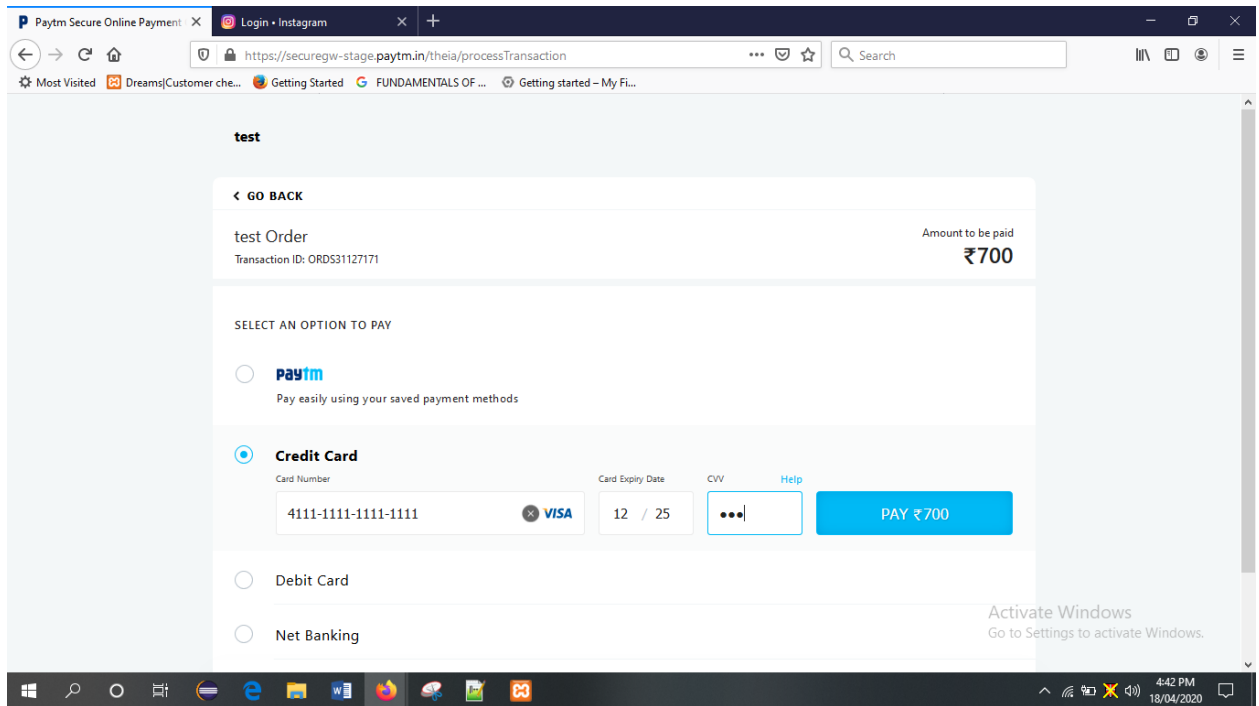 Paytm Secure Online Payment
Login • Instagram
https://securegw-stage.paytm.in/theia/processTransaction
Search
Most Visited
Dreams|Customer che...
Getting Started
FUNDAMENTALS OF ...
Getting started – My Fi...
test
GO BACK
test Order
Amount to be paid
Transaction ID: ORDS31127171
₹700
SELECT AN OPTION TO PAY
paytm
Pay easily using your saved payment methods
Credit Card
Card Number
Card Expiry Date
CVV
Help
4111-1111-1111-1111
VISA
12 / 25
PAY ₹700
Debit Card
Net Banking
Activate Windows
Go to Settings to activate Windows.
4:42 PM
18/04/2020